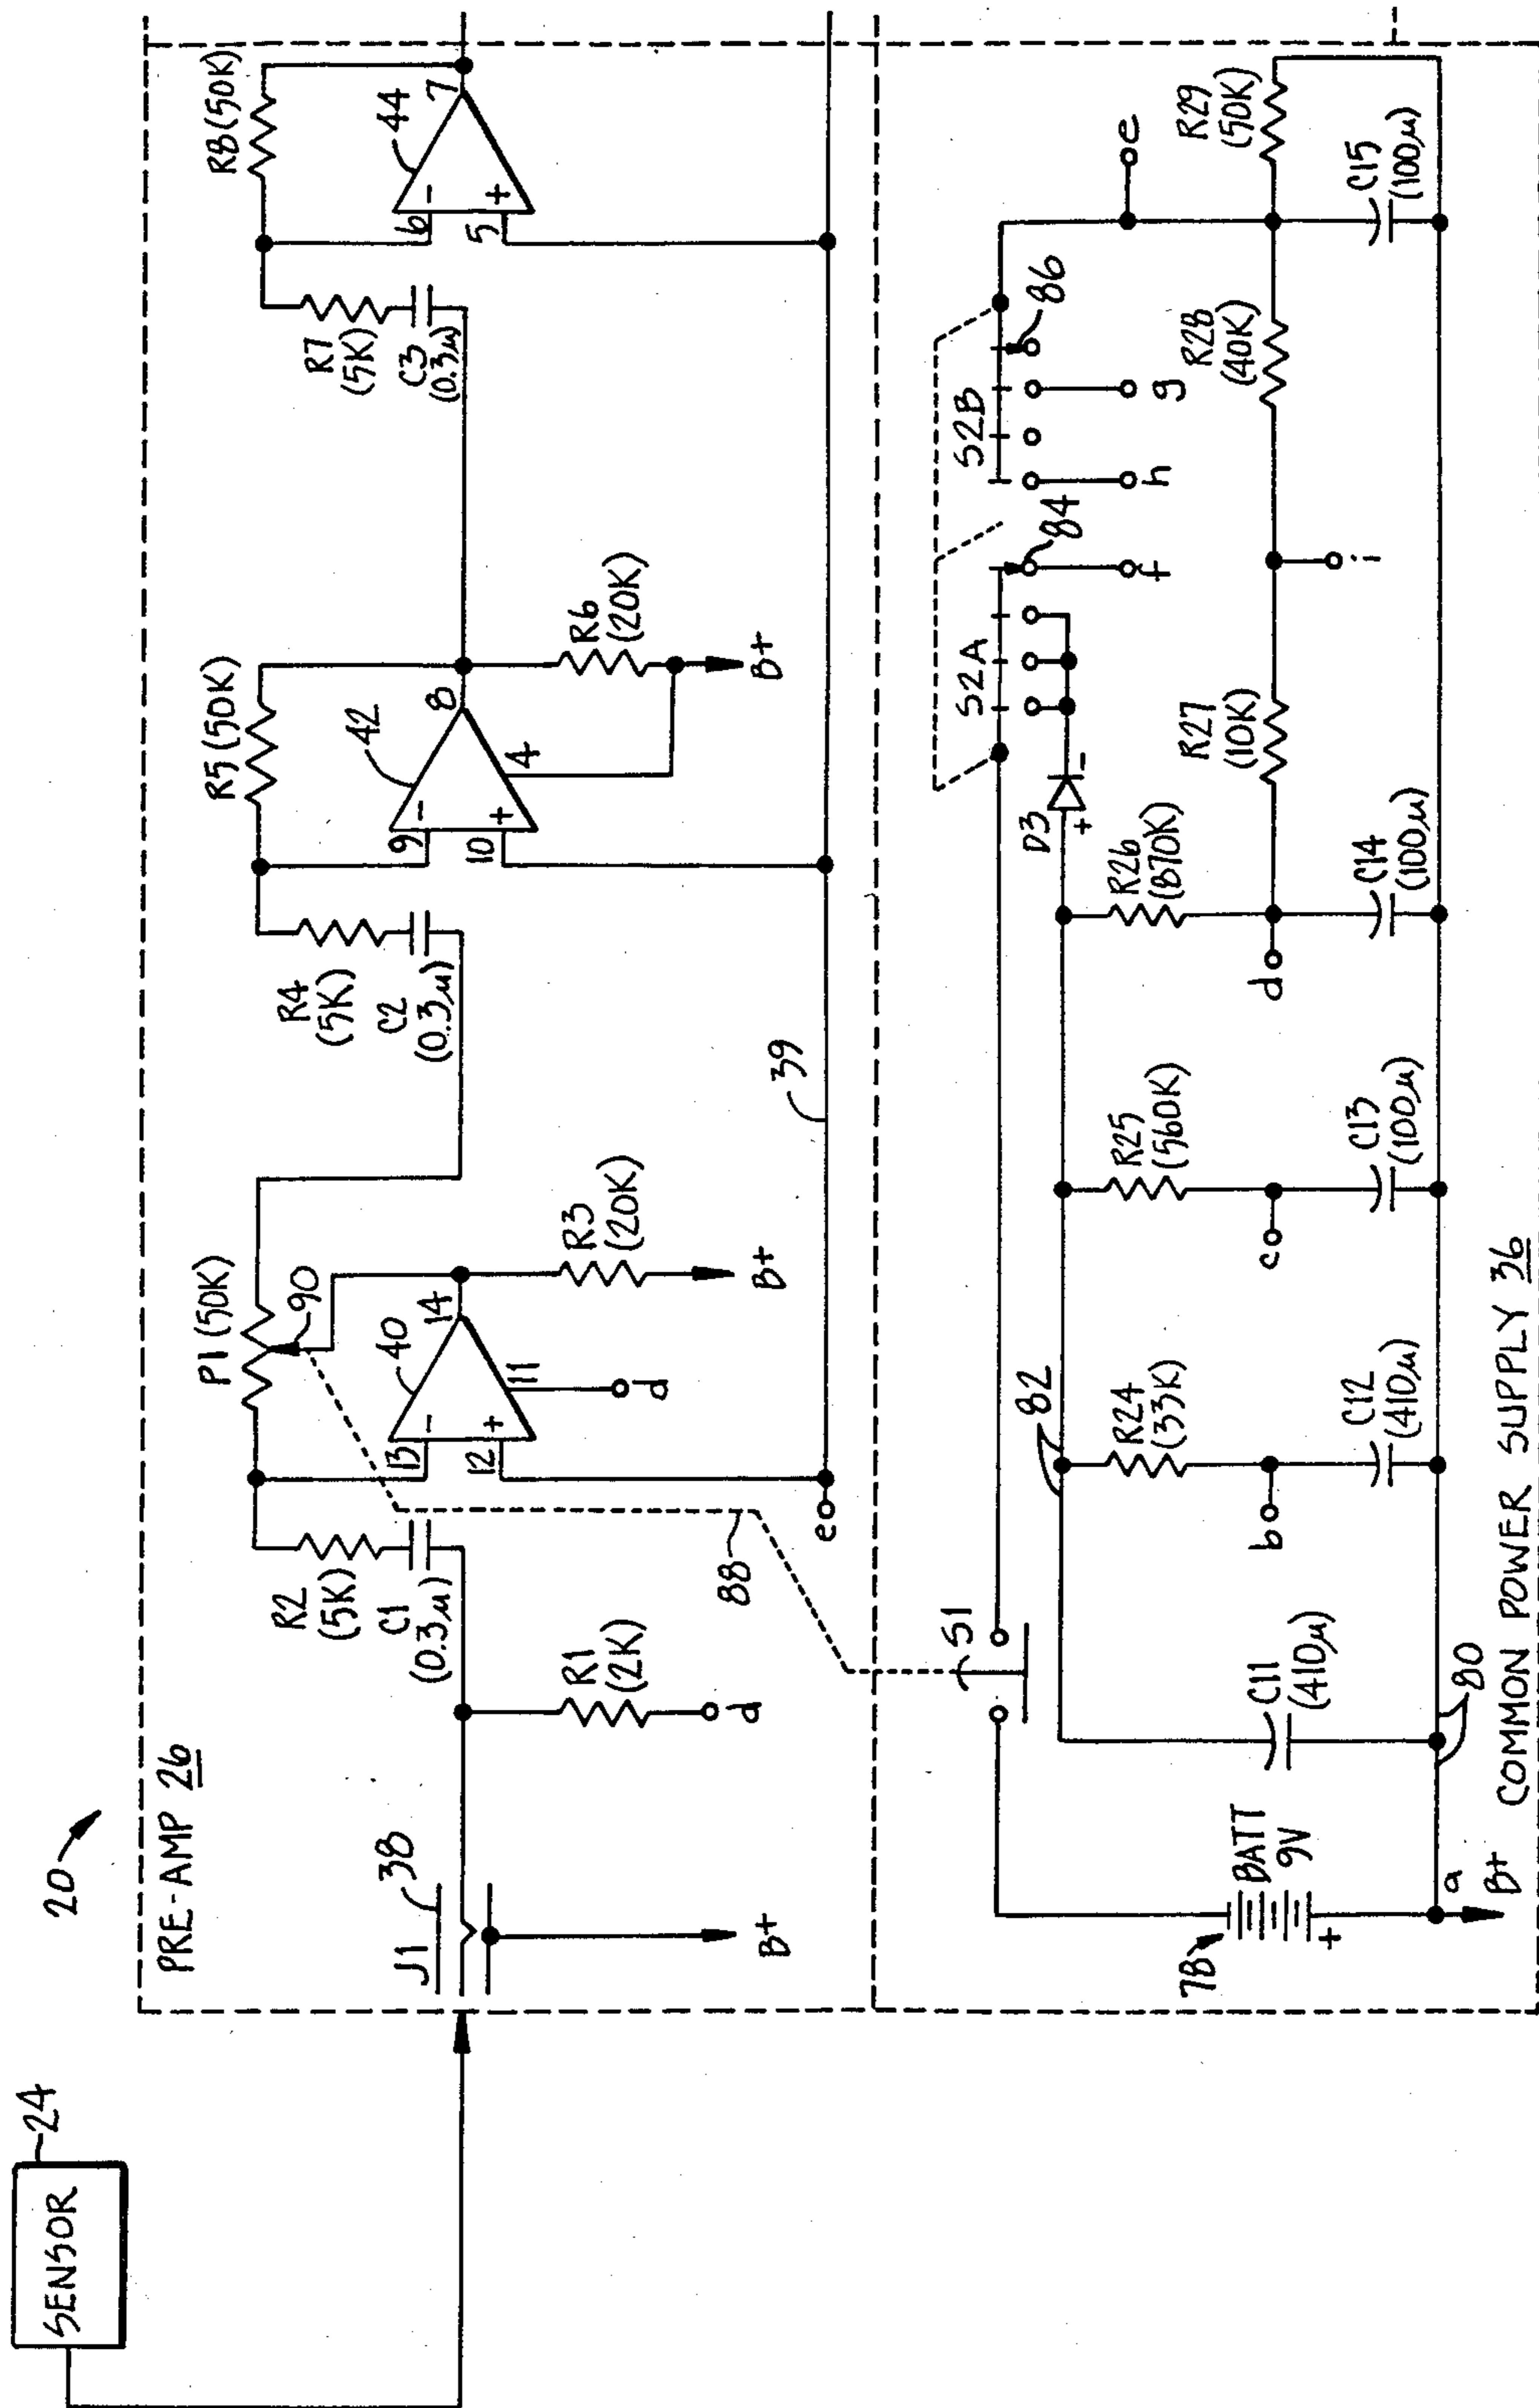 20
SENSOR
24
PRE-AMP 26
J1
38
B+
R1
(2K)
d
R2
(5K)
C1
(0.3µ)
P1 (50K)
90
13
-
12
+
40
14
11
d
R3
(20K)
B+
e
88
39
R4
(5K)
C2
(0.3µ)
R5 (50K)
42
9
-
10
+
8
4
R6
(20K)
B+
R7
(5K)
C3
(0.3µ)
R8 (50K)
44
6
-
5
+
7
78
BATT
9V
+
a
B+
S1
C11
(410µ)
80
82
R24
(33K)
b
C12
(410µ)
R25
(560K)
c
C13
(100µ)
R26
(870K)
d
C14
(100µ)
D3
+
-
S2A
84
f
S2B
86
h
g
R27
(10K)
i
R28
(40K)
e
R29
(50K)
C15
(100µ)
COMMON POWER SUPPLY 36